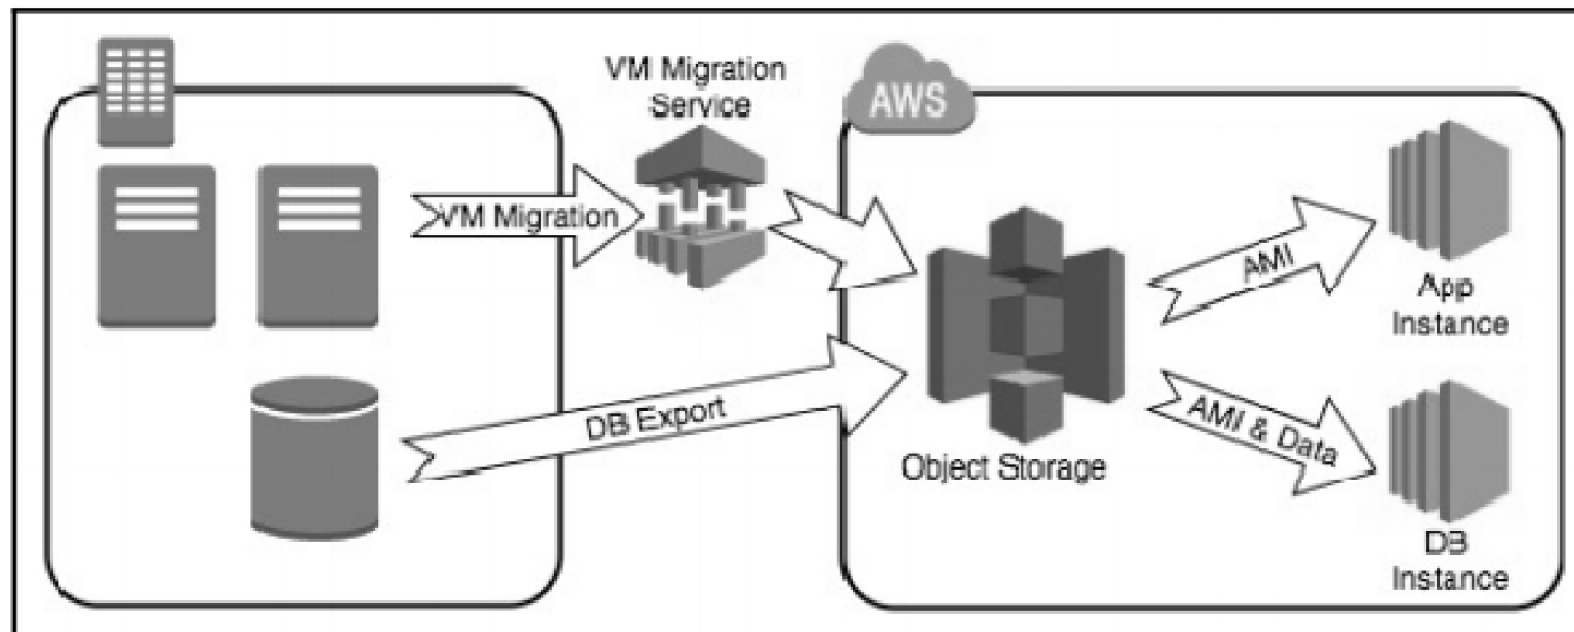 VM Migration
Service
AWS
VM Migration
AMI
App
Instance
DB Export
AMI & Data
Object Storage
DB
Instance